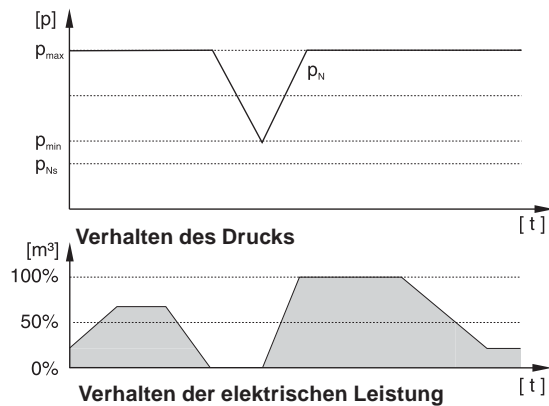 [p]
pmax
pN
pmin
pNs
[ t ]
Verhalten des Drucks
[m³]
100%
50%
0%
[ t ]
Verhalten der elektrischen Leistung